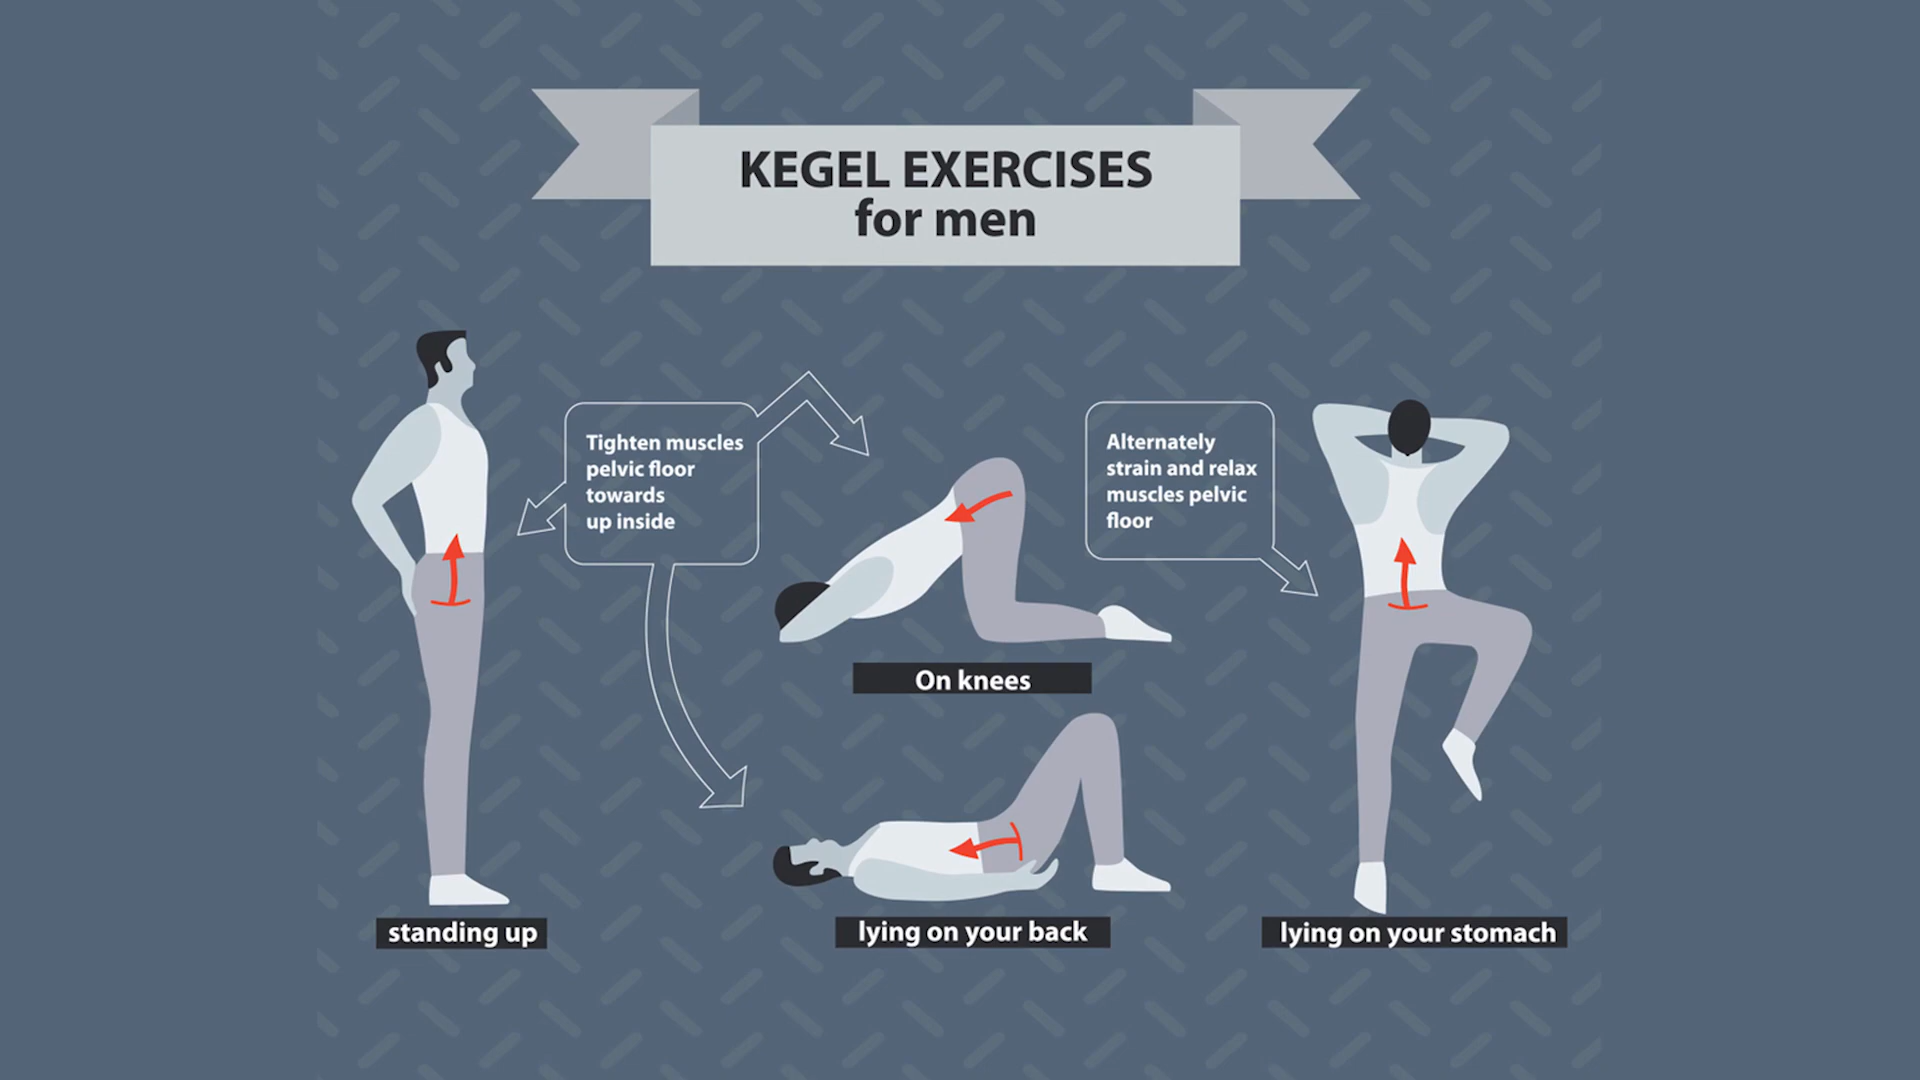 KEGEL EXERCISES
for men
Tighten muscles
pelvic floor
towards
up inside
Alternately
strain and relax
muscles pelvic
floor
On knees
standing up
lying on your back
lying on your stomach